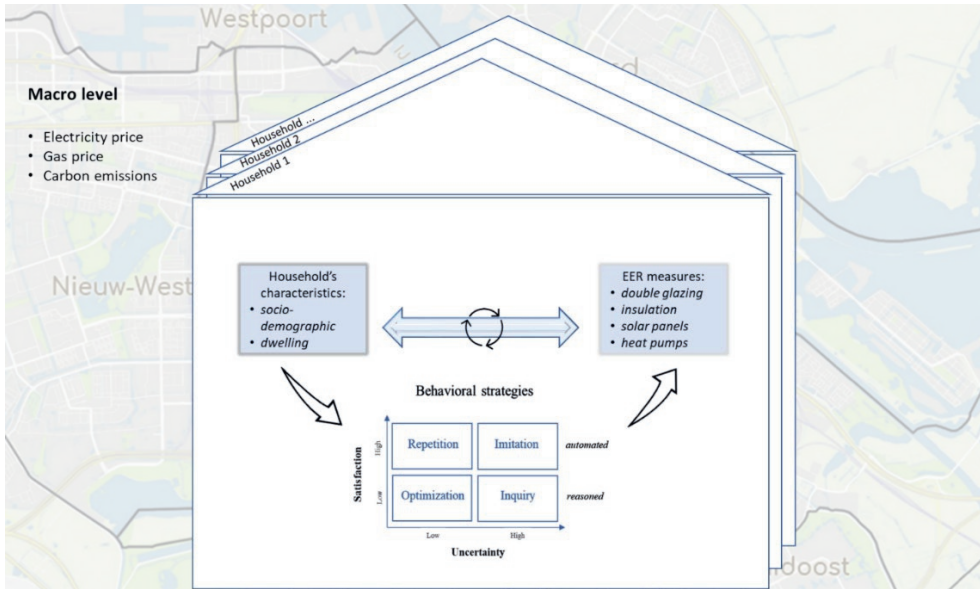 Westpoort
Macro level
• Electricity price
• Gas price
• Carbon emissions
Household ...
Household 2
Household 1
Nieuw-West
Household's
characteristics:
• socio-
demographic
• dwelling
EER measures:
• double glazing
• insulation
• solar panels
• heat pumps
Behavioral strategies
Satisfaction
High
Low
Repetition
Imitation
automated
Optimization
Inquiry
reasoned
Low
High
Uncertainty